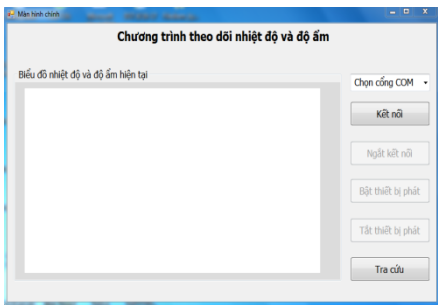 Màn hình chính
Chương trình theo dõi nhiệt độ và độ ẩm
Biểu đồ nhiệt độ và độ ẩm hiện tại
Chọn cổng COM
Kết nối
Ngắt kết nối
Bật thiết bị phát
Tắt thiết bị phát
Tra cứu